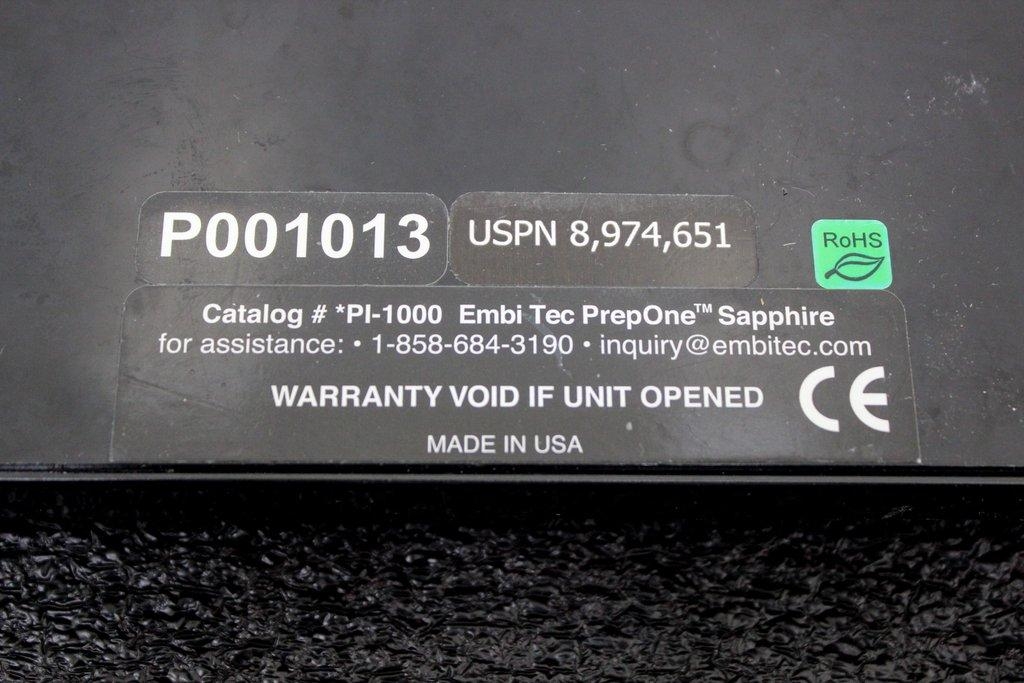 P001013
USPN 8,974,651
RoHS
Catalog # *PI-1000 Embi Tec PrepOne™ Sapphire
for assistance: • 1-858-684-3190 • inquiry@embitec.com
WARRANTY VOID IF UNIT OPENED
CE
MADE IN USA